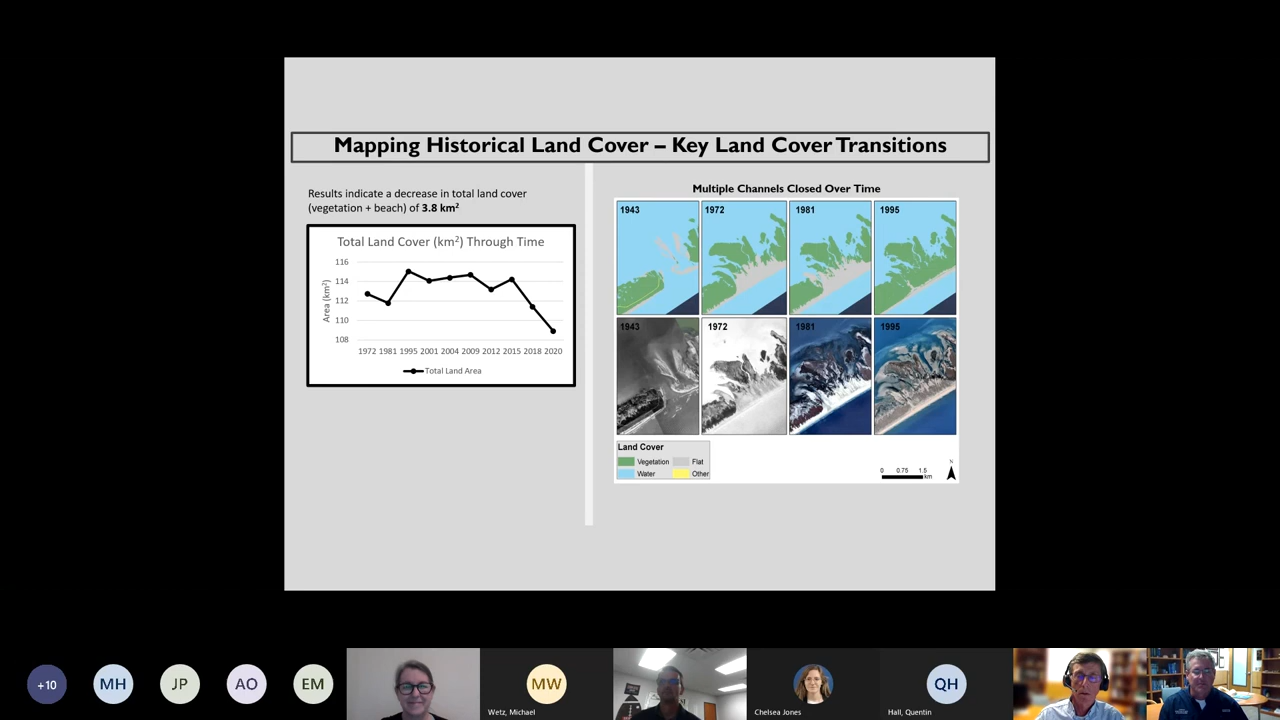 Mapping Historical Land Cover – Key Land Cover Transitions
Results indicate a decrease in total land cover
(vegetation + beach) of 3.8 km²
Total Land Cover (km²) Through Time
116
114
112
110
108
Area (km²)
1972 1981 1995 2001 2004 2009 2012 2015 2018 2020
Total Land Area
Multiple Channels Closed Over Time
1943 1972 1981 1995
1943 1972 1981 1995
Land Cover
Vegetation Flat
Water Other
0 0.75 1.5
km
N
+10 MH JP AO EM MW QH
Wetz, Michael
Chelsea Jones
Hall, Quentin